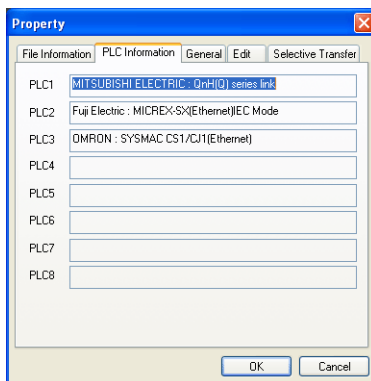 Property
File Information PLC Information General Edit Selective Transfer
PLC1 MITSUBISHI ELECTRIC : QnH(Q) series link
PLC2 Fuji Electric : MICREX-SX(Ethernet)IEC Mode
PLC3 OMRON : SYSMAC CS1/CJ1(Ethernet)
PLC4
PLC5
PLC6
PLC7
PLC8
OK Cancel